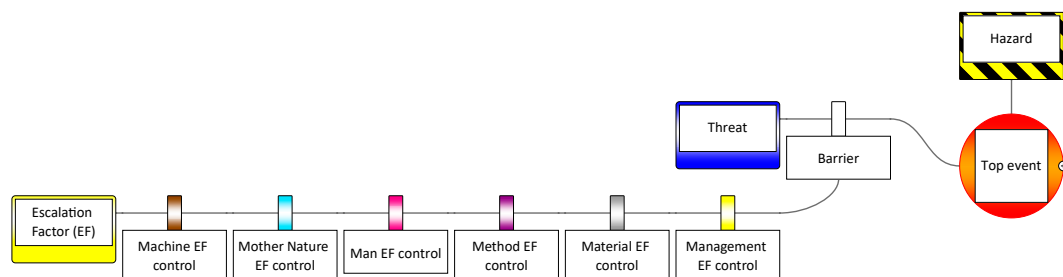 Hazard
Threat
Barrier
Top event
Escalation
Factor (EF)
Machine EF
control
Mother Nature
EF control
Man EF control
Method EF
control
Material EF
control
Management
EF control